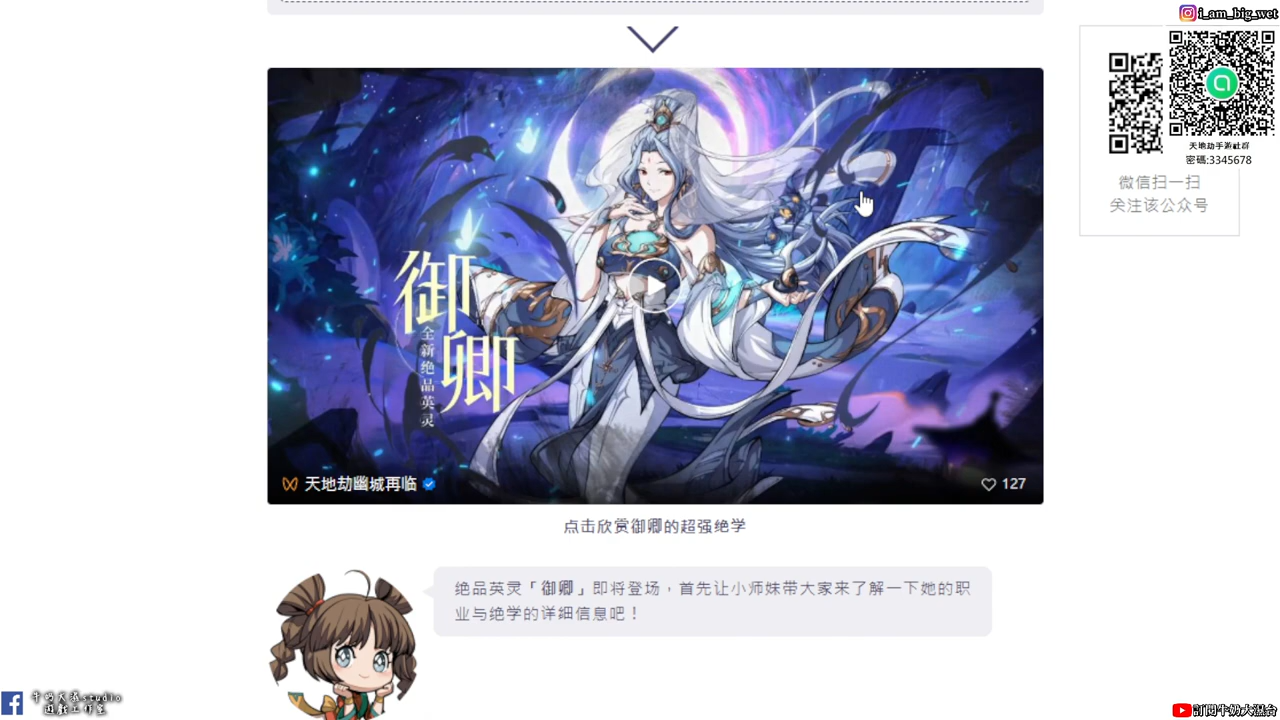 i_am_big_wet
天地劫手游社群
密碼:3345678
微信扫一扫
关注该公众号
御卿
全新绝品英灵
天地劫幽城再临
127
点击欣赏御卿的超强绝学
绝品英灵「御卿」即将登场，首先让小师妹带大家来了解一下她的职
业与绝学的详细信息吧！
牛奶大濕studio
遊戲工作室
訂閱牛奶大濕台